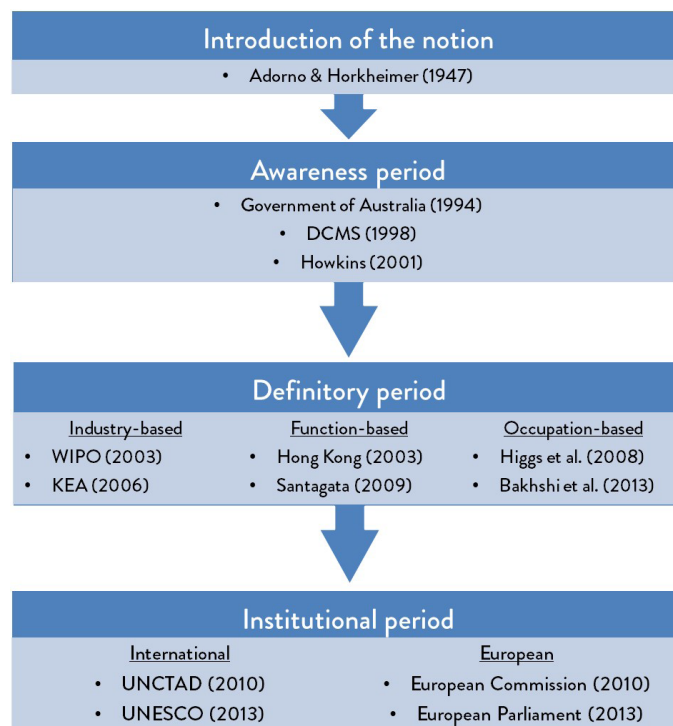 Introduction of the notion
• Adorno & Horkheimer (1947)
Awareness period
• Government of Australia (1994)
• DCMS (1998)
• Howkins (2001)
Definitory period
Industry-based
• WIPO (2003)
• KEA (2006)
Function-based
• Hong Kong (2003)
• Santagata (2009)
Occupation-based
• Higgs et al. (2008)
• Bakhshi et al. (2013)
Institutional period
International
• UNCTAD (2010)
• UNESCO (2013)
European
• European Commission (2010)
• European Parliament (2013)